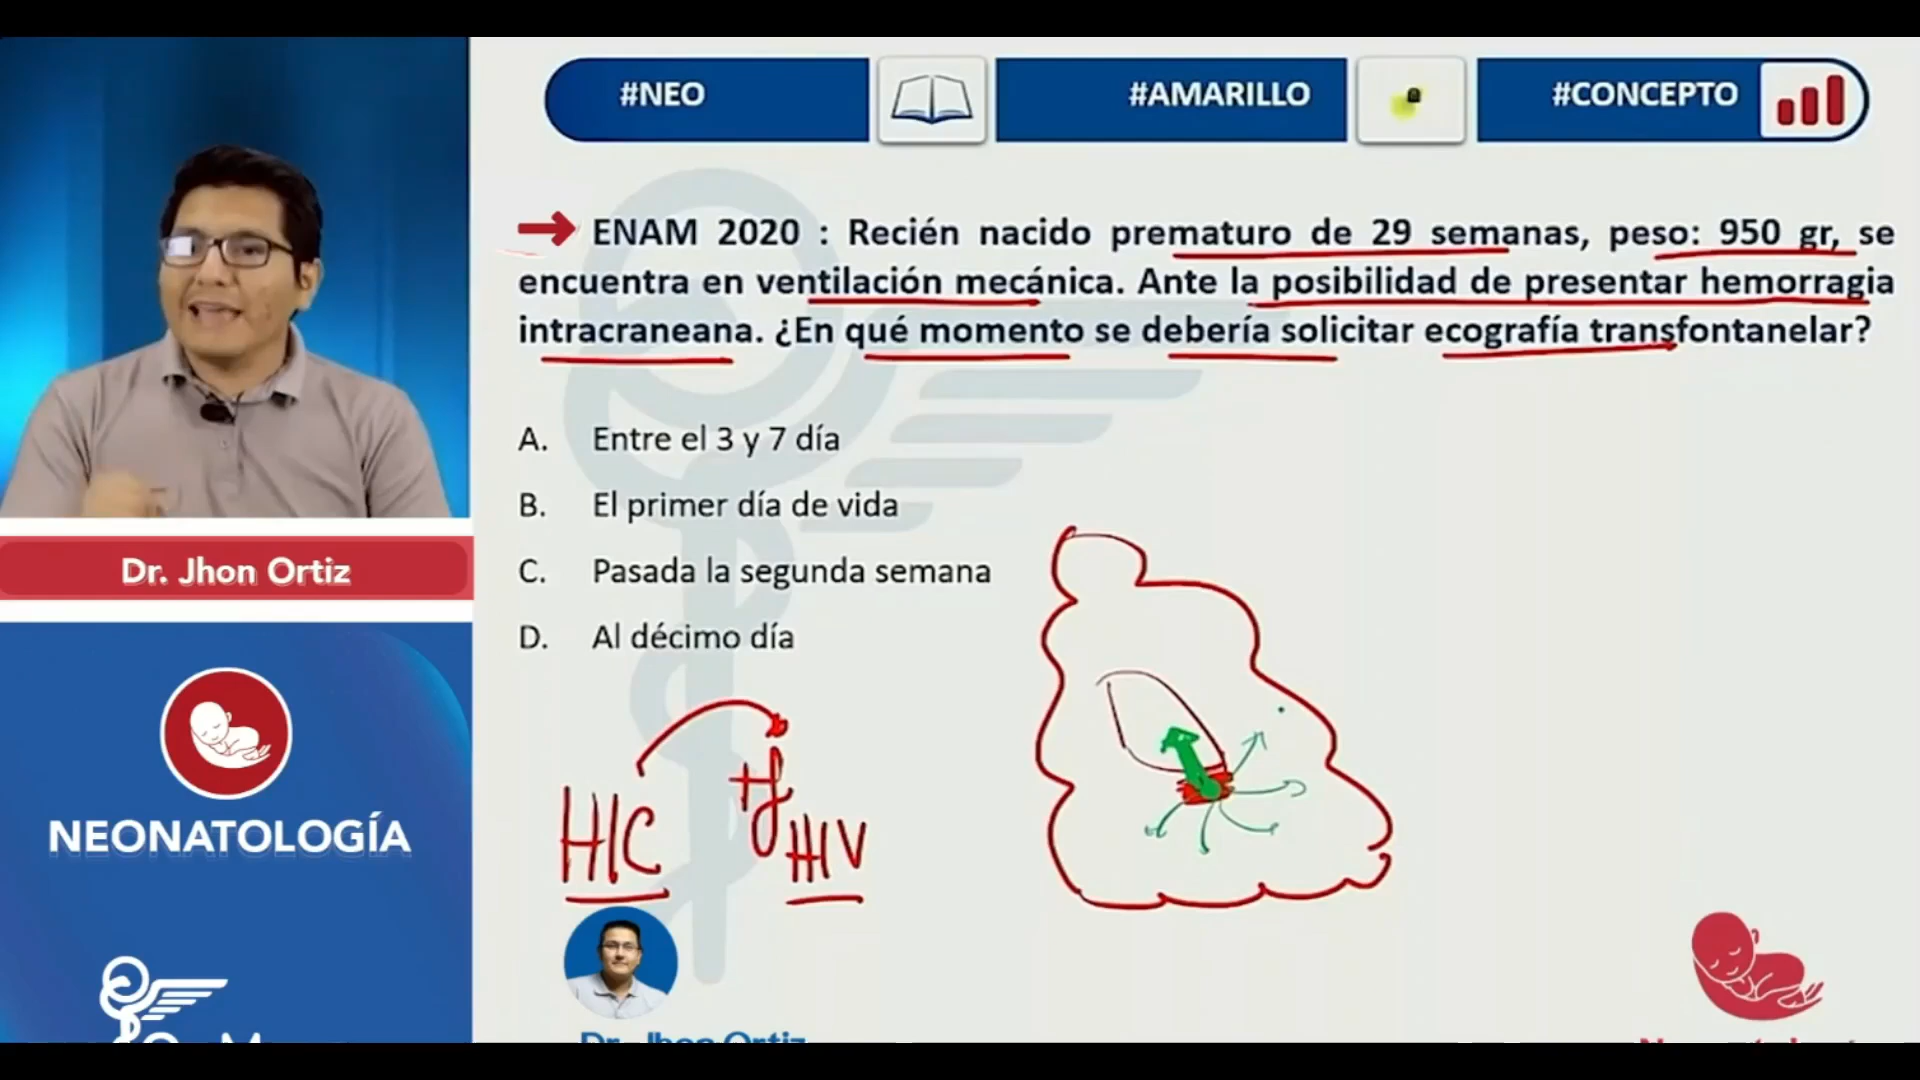 #NEO
#AMARILLO
#CONCEPTO
ENAM 2020 : Recién nacido prematuro de 29 semanas, peso: 950 gr, se
encuentra en ventilación mecánica. Ante la posibilidad de presentar hemorragia
intracraneana. ¿En qué momento se debería solicitar ecografía transfontanelar?
A. Entre el 3 y 7 día
B. El primer día de vida
C. Pasada la segunda semana
D. Al décimo día
Dr. Jhon Ortiz
NEONATOLOGÍA
HIC
HIV
Dr. Jhon Ortiz